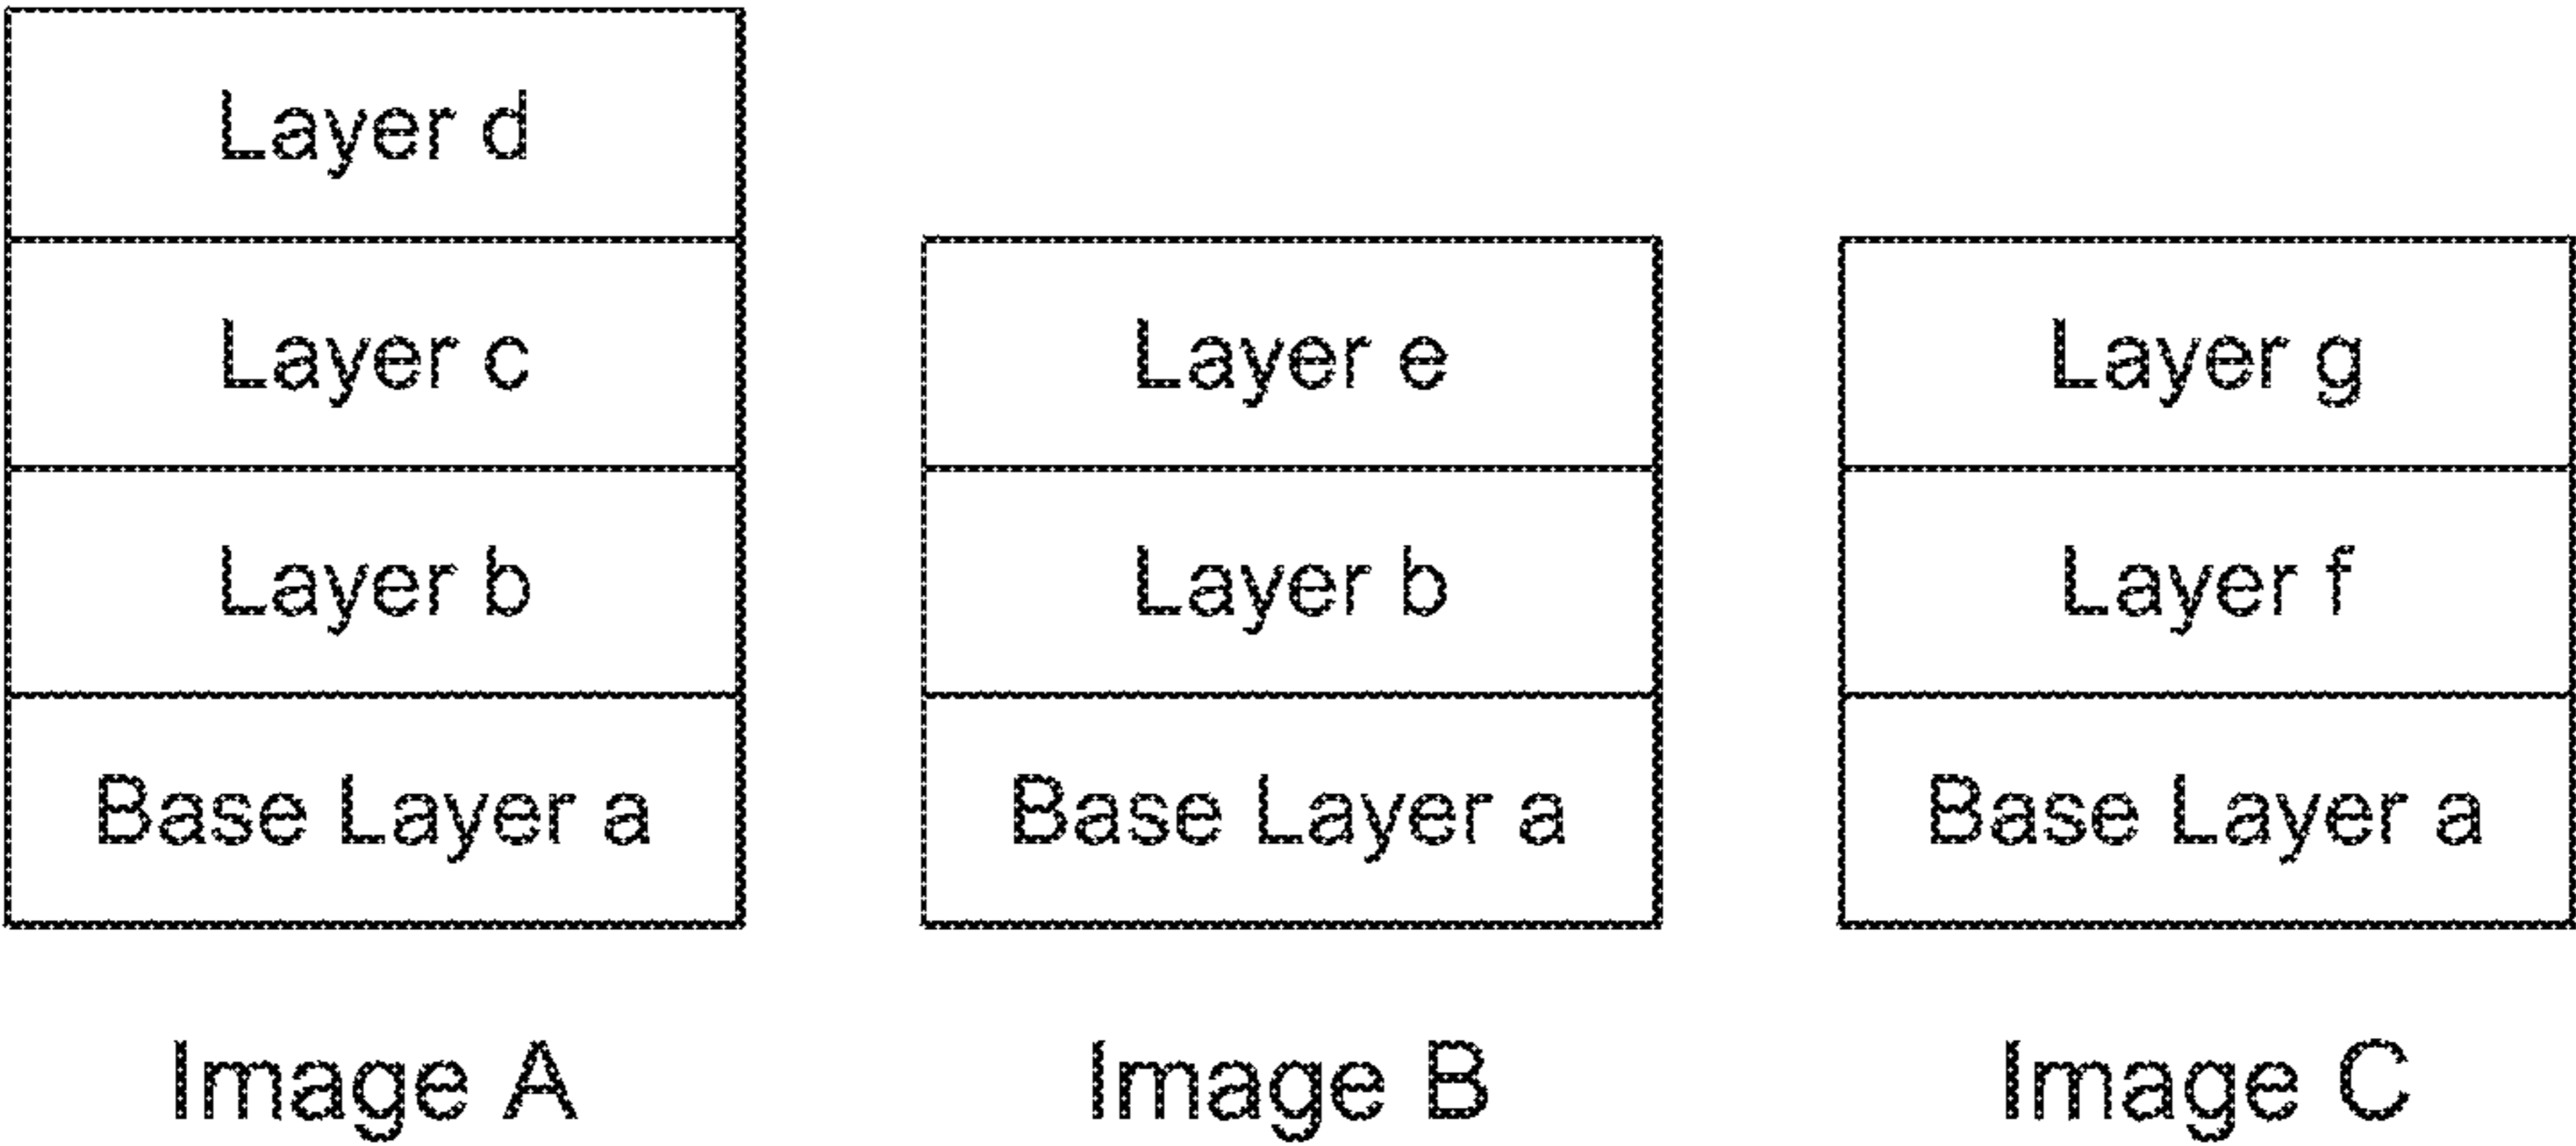 Layer d
Layer c
Layer b
Base Layer a
Image A
Layer e
Layer b
Base Layer a
Image B
Layer g
Layer f
Base Layer a
Image C